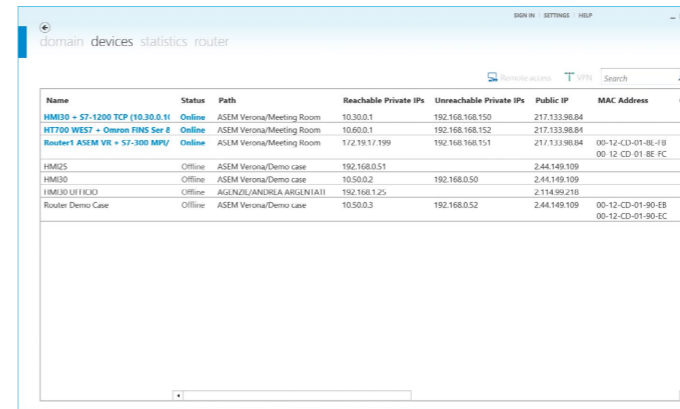 SIGN IN SETTINGS HELP
domain devices statistics router
Remote access VPN Search
Name Status Path Reachable Private IPs Unreachable Private IPs Public IP MAC Address
HMI30 + S7-1200 TCP (10.30.0.10 Online ASEM Verona/Meeting Room 10.30.0.1 192.168.168.150 217.133.98.84
HT700 WES7 + Omron FINS Ser & Online ASEM Verona/Meeting Room 10.60.0.1 192.168.168.152 217.133.98.84
Router1 ASEM VR + S7-300 MPI/ Online ASEM Verona/Meeting Room 172.19.17.199 192.168.168.151 217.133.98.84 00-12-CD-01-8E-FB
00-12-CD-01-8E-FC
HMI25 Offline ASEM Verona/Demo case 192.168.0.51 2.44.149.109
HMI30 Offline ASEM Verona/Demo case 10.50.0.2 192.168.0.50 2.44.149.109
HMI30 UFFICIO Offline AGENZIE/ANDREA ARGENTATI 192.168.1.25 2.114.99.218
Router Demo Case Offline ASEM Verona/Demo case 10.50.0.3 192.168.0.52 2.44.149.109 00-12-CD-01-90-EB
00-12-CD-01-90-EC